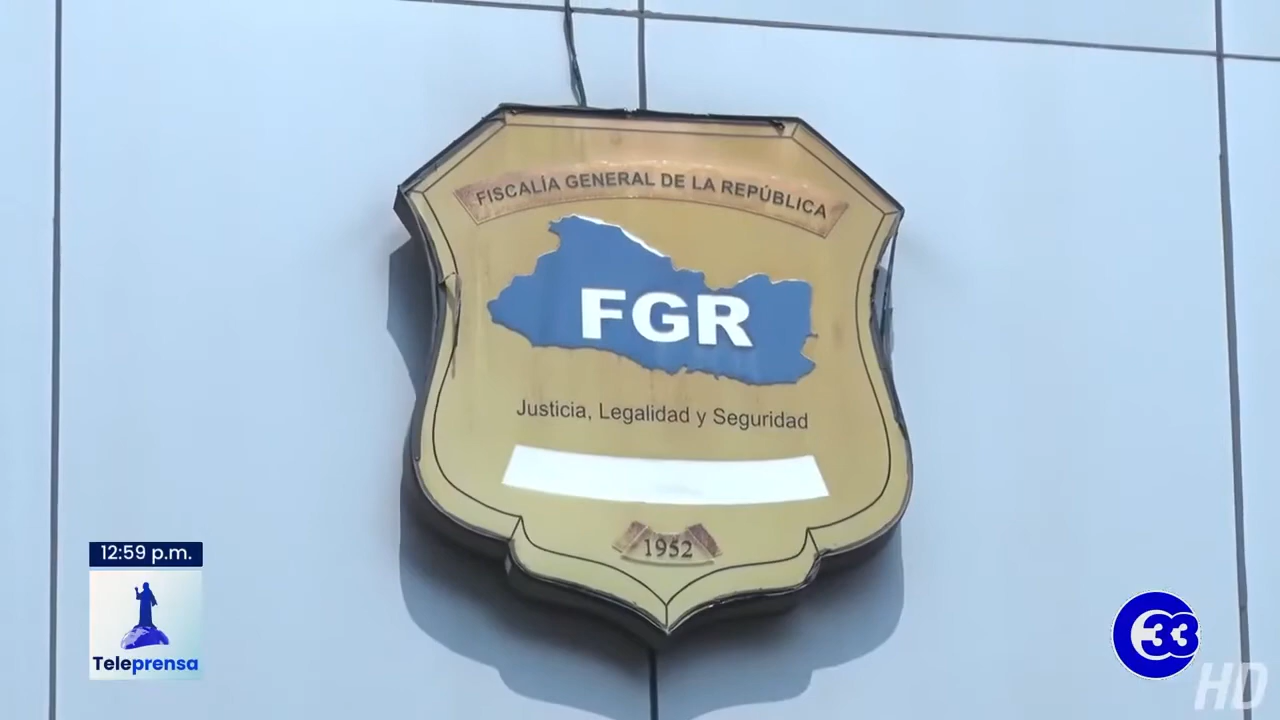 FISCALÍA GENERAL DE LA REPÚBLICA
FGR
Justicia, Legalidad y Seguridad
1952
12:59 p.m.
Teleprensa
33
HD